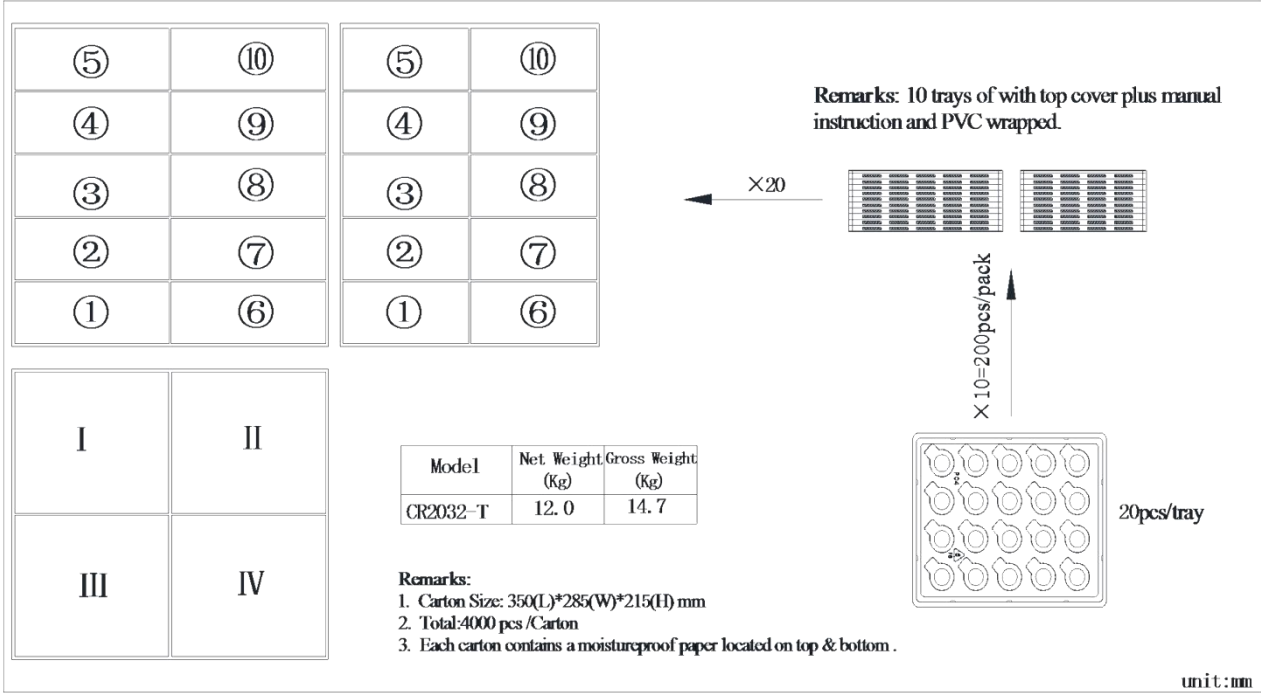 ⑤ ⑩ ⑤ ⑩
④ ⑨ ④ ⑨
③ ⑧ ③ ⑧
② ⑦ ② ⑦
① ⑥ ① ⑥
Remarks: 10 trays of with top cover plus manual
instruction and PVC wrapped.
×20
×10=200pcs/pack
20pcs/tray
I II
III IV
Model Net Weight (Kg) Gross Weight (Kg)
CR2032-T 12.0 14.7
Remarks:
1. Carton Size: 350(L)*285(W)*215(H) mm
2. Total:4000 pcs /Carton
3. Each carton contains a moistureproof paper located on top & bottom .
unit:mm